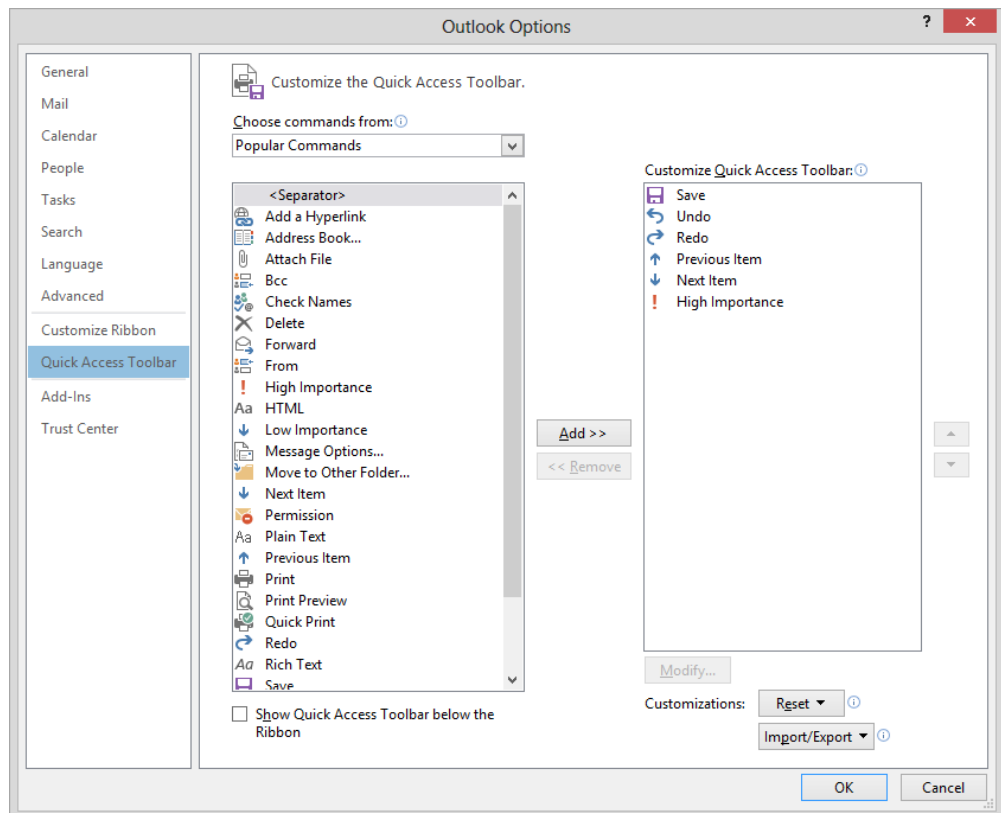 Outlook Options
?
General
Mail
Calendar
People
Tasks
Search
Language
Advanced
Customize Ribbon
Quick Access Toolbar
Add-Ins
Trust Center
Customize the Quick Access Toolbar.
Choose commands from:
Popular Commands
<Separator>
Add a Hyperlink
Address Book...
Attach File
Bcc
Check Names
Delete
Forward
From
High Importance
Aa HTML
Low Importance
Message Options...
Move to Other Folder...
Next Item
Permission
Aa Plain Text
Previous Item
Print
Print Preview
Quick Print
Redo
Aa Rich Text
Save
Show Quick Access Toolbar below the
Ribbon
Add >>
<< Remove
Customize Quick Access Toolbar:
Save
Undo
Redo
Previous Item
Next Item
High Importance
Modify...
Customizations:
Reset
Import/Export
OK
Cancel